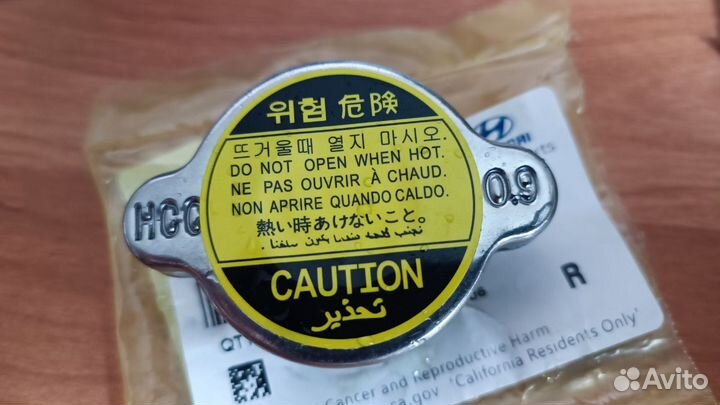 위험 危険
뜨거울때 열지 마시오.
DO NOT OPEN WHEN HOT.
NE PAS OUVRIR À CHAUD.
NON APRIRE QUANDO CALDO.
熱い時あけないこと。
HCC
0.9
CAUTION
تحذير
R
QTY
Cancer and Reproductive Harm
'California Residents Only'
Avito